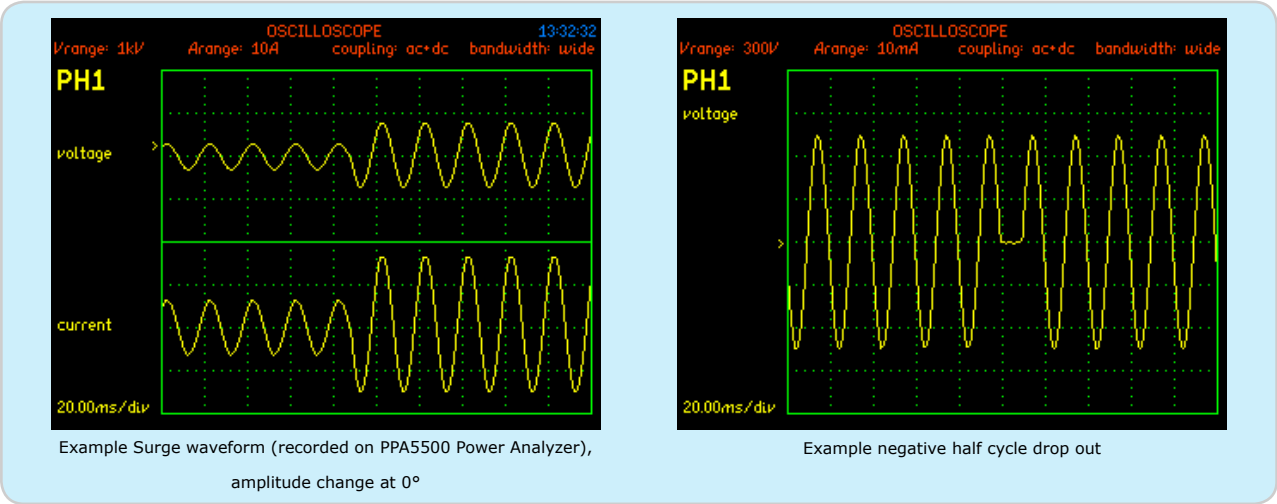 OSCILLOSCOPE
13:32:32
Vrange: 1kV Arange: 10A coupling: ac+dc bandwidth: wide
PH1
voltage
current
20.00ms/div
Example Surge waveform (recorded on PPA5500 Power Analyzer),
amplitude change at 0°
OSCILLOSCOPE
Vrange: 300V Arange: 10mA coupling: ac+dc bandwidth: wide
PH1
voltage
20.00ms/div
Example negative half cycle drop out